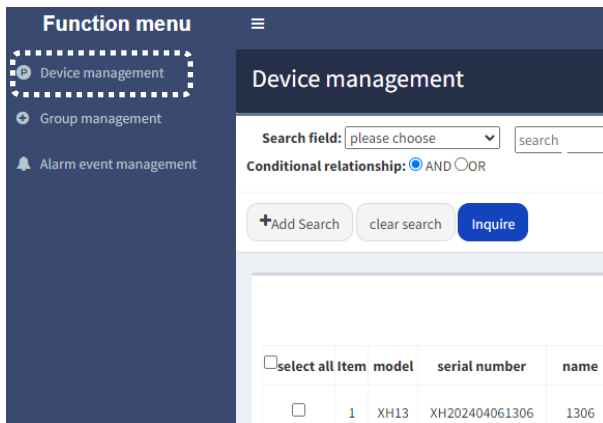 Function menu
Device management
Group management
Alarm event management
Device management
Search field: please choose search
Conditional relationship: AND OR
+Add Search clear search Inquire
select all Item model serial number name
1 XH13 XH202404061306 1306